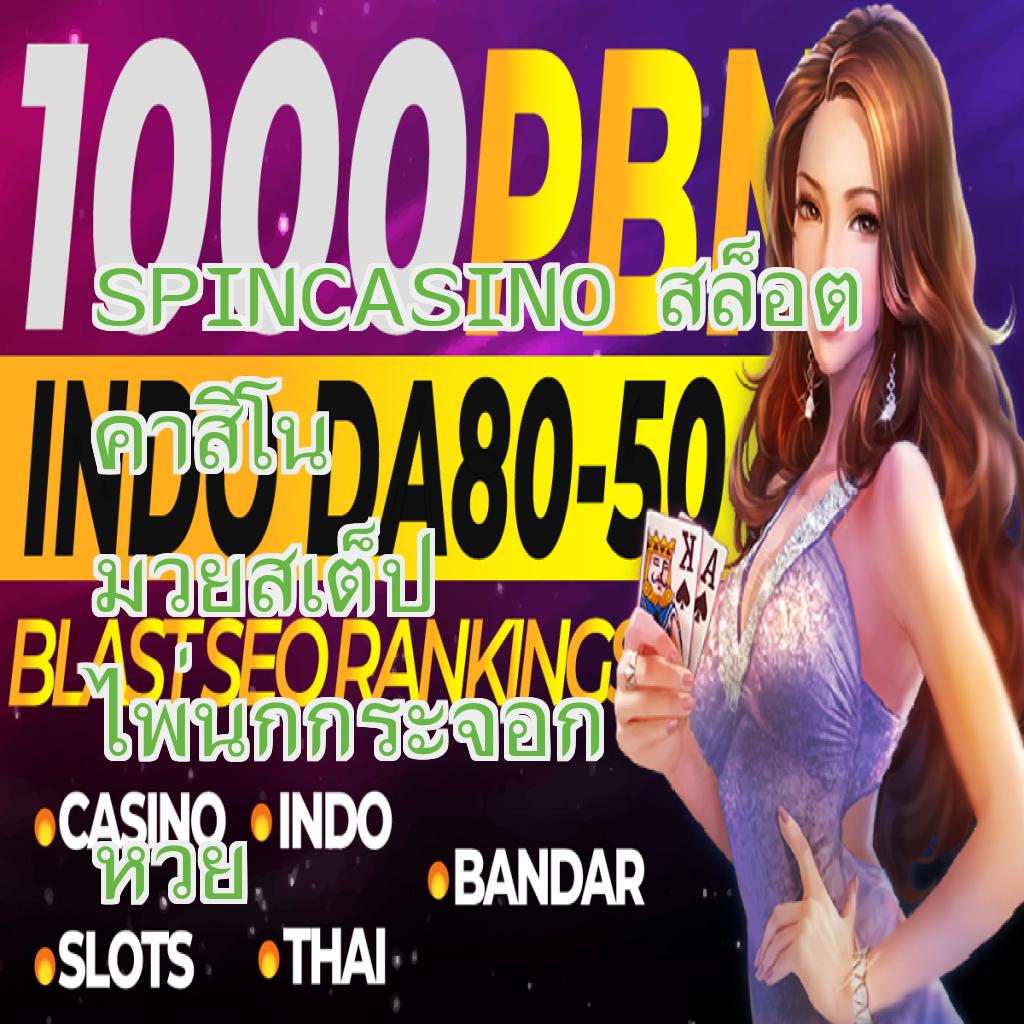 1000PBN
SPINCASINO สล็อต
INDO DA80-50
คาสิโน
มวยสเต็ป
BLAST SEO RANKINGS
ไพ่นกกระจอก
CASINO
INDO
หวย
BANDAR
SLOTS
THAI
K A